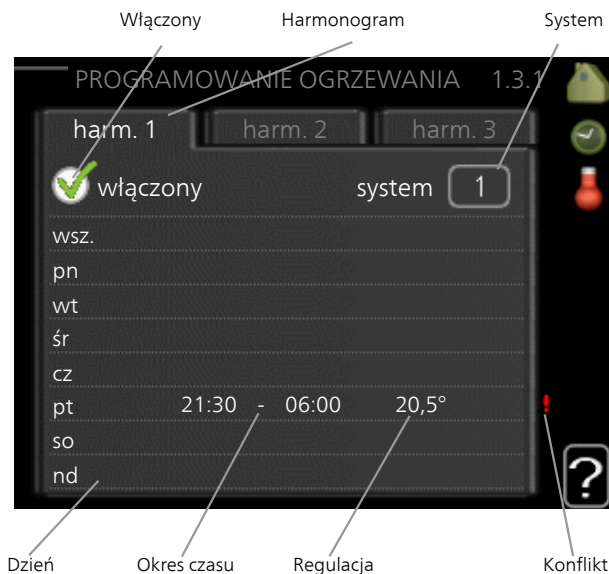 Włączony Harmonogram System
PROGRAMOWANIE OGRZEWANIA 1.3.1
harm. 1 harm. 2 harm. 3
włączony system 1
wsz.
pn
wt
śr
cz
pt 21:30 - 06:00 20,5° !
so
nd
?
Dzień Okres czasu Regulacja Konflikt